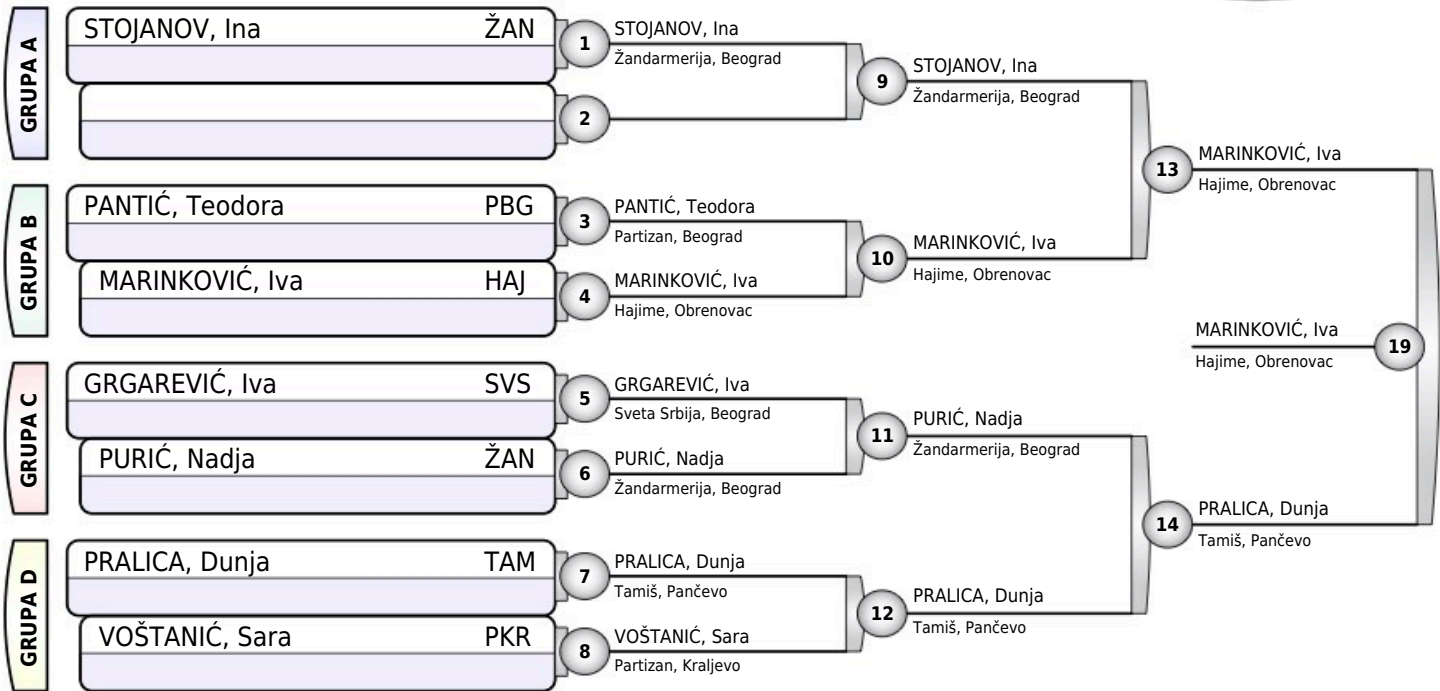 GRUPA A
STOJANOV, Ina ŽAN
1
STOJANOV, Ina
Žandarmerija, Beograd
2
9
STOJANOV, Ina
Žandarmerija, Beograd
GRUPA B
PANTIĆ, Teodora PBG
MARINKOVIĆ, Iva HAJ
3
PANTIĆ, Teodora
Partizan, Beograd
4
MARINKOVIĆ, Iva
Hajime, Obrenovac
10
MARINKOVIĆ, Iva
Hajime, Obrenovac
13
MARINKOVIĆ, Iva
Hajime, Obrenovac
GRUPA C
GRGAREVIĆ, Iva SVS
PURIĆ, Nadja ŽAN
5
GRGAREVIĆ, Iva
Sveta Srbija, Beograd
6
PURIĆ, Nadja
Žandarmerija, Beograd
11
PURIĆ, Nadja
Žandarmerija, Beograd
GRUPA D
PRALICA, Dunja TAM
VOŠTANIĆ, Sara PKR
7
PRALICA, Dunja
Tamiš, Pančevo
8
VOŠTANIĆ, Sara
Partizan, Kraljevo
12
PRALICA, Dunja
Tamiš, Pančevo
14
PRALICA, Dunja
Tamiš, Pančevo
MARINKOVIĆ, Iva
Hajime, Obrenovac
19